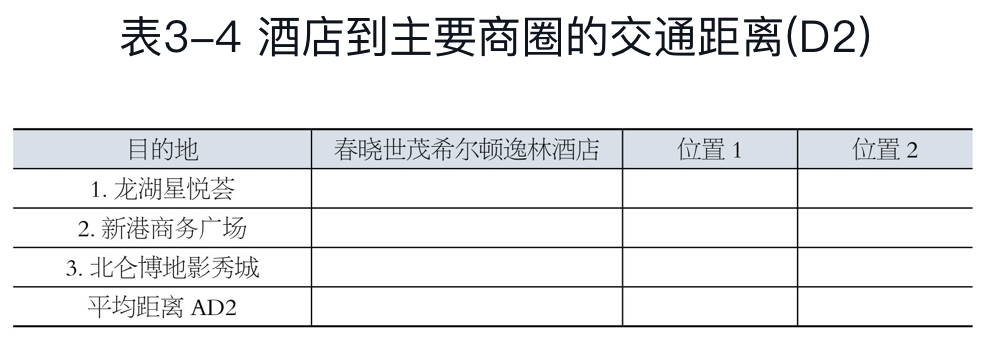 表3-4 酒店到主要商圈的交通距离(D2)
目的地 春晓世茂希尔顿逸林酒店 位置 1 位置 2
1. 龙湖星悦荟
2. 新港商务广场
3. 北仑博地影秀城
平均距离 AD2